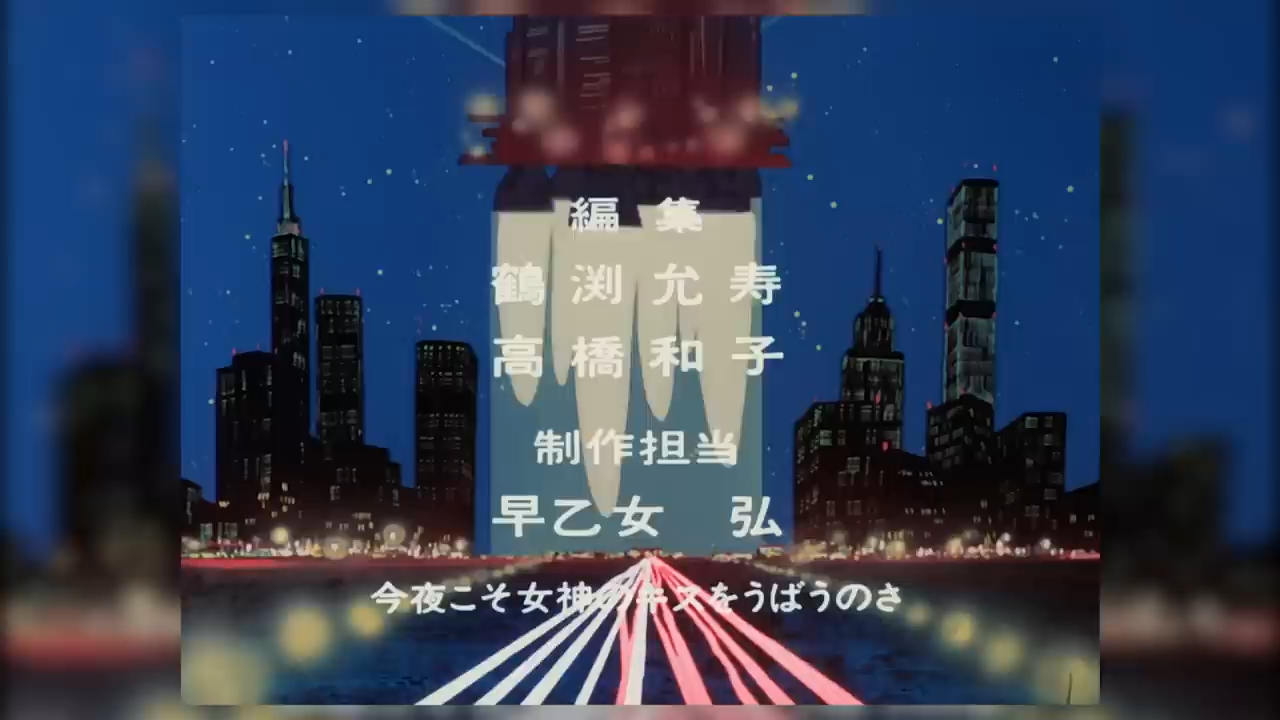 編集
鶴渕允寿
高橋和子
制作担当
早乙女 弘
今夜こそ女神のキスをうばうのさ